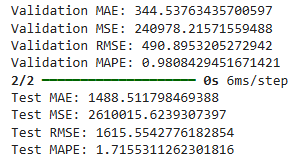 Validation MAE: 344.53763435700597
Validation MSE: 240978.21571559488
Validation RMSE: 490.8953205272942
Validation MAPE: 0.9808429451671421
2/2 ━━━━━━━━━━━━━━━━━━━━ 0s 6ms/step
Test MAE: 1488.511798469388
Test MSE: 2610015.6239307397
Test RMSE: 1615.5542776182854
Test MAPE: 1.7155311262301816